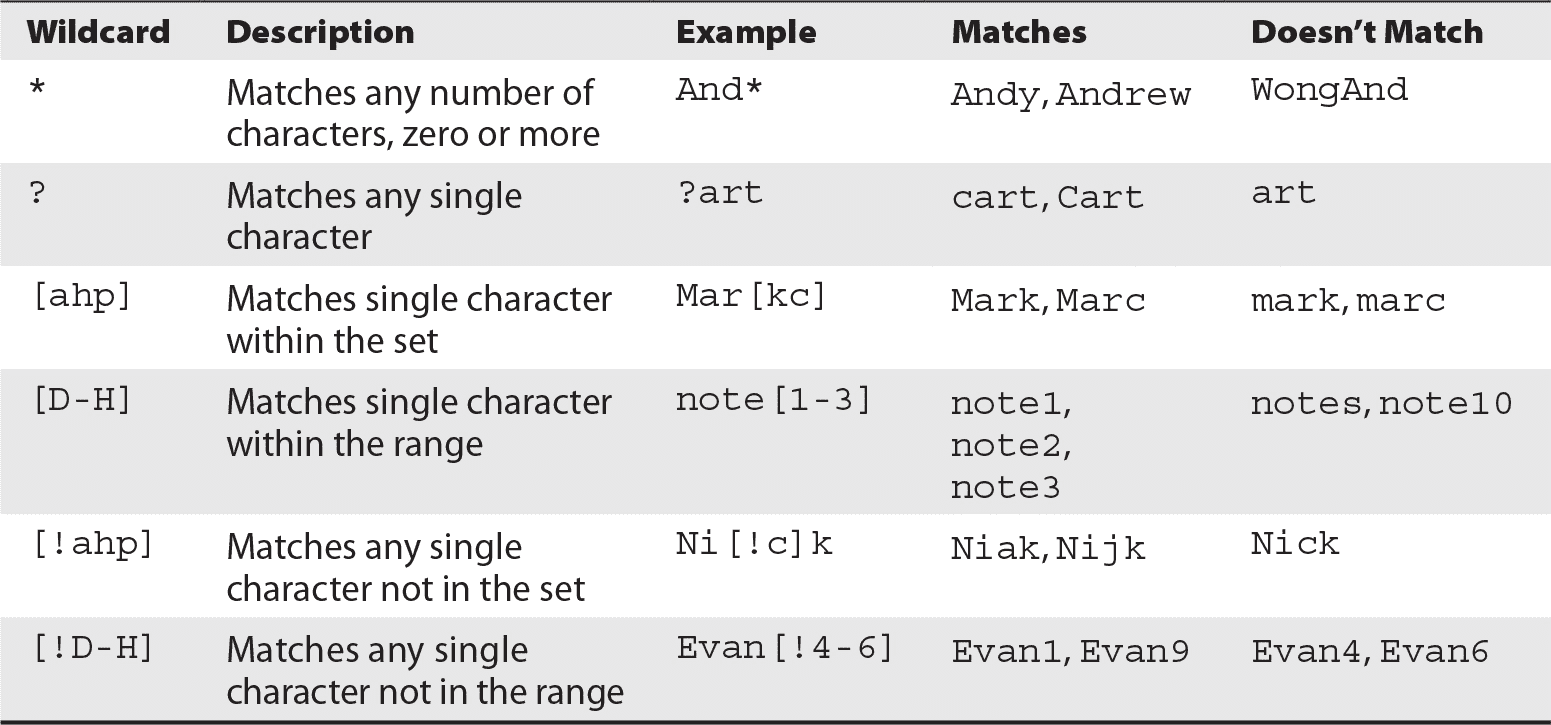 Wildcard Description Example Matches Doesn’t Match
* Matches any number of And* Andy, Andrew WongAnd
characters, zero or more
? Matches any single ?art cart, Cart art
character
[ahp] Matches single character Mar[kc] Mark, Marc mark, marc
within the set
[D-H] Matches single character note[1-3] note1, notes, note10
within the range note2,
note3
[!ahp] Matches any single Ni[!c]k Niak, Nijk Nick
character not in the set
[!D-H] Matches any single Evan[!4-6] Evan1, Evan9 Evan4, Evan6
character not in the range